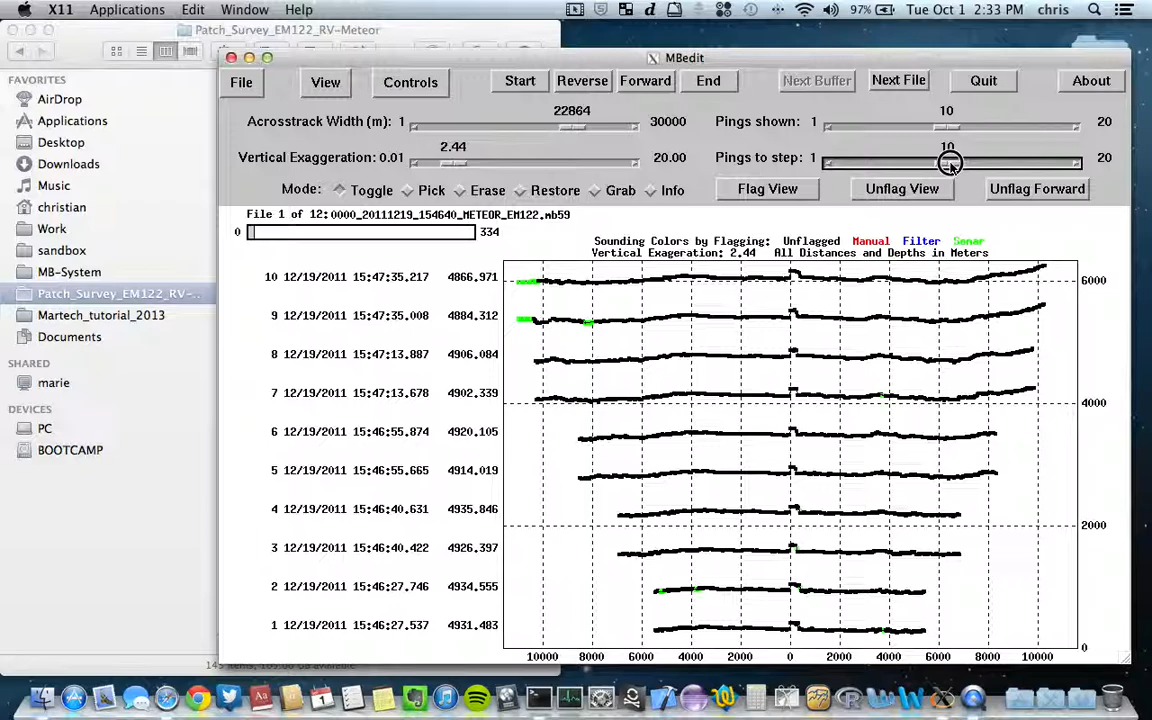 X11 Applications Edit Window Help
97% Tue Oct 1 2:33 PM chris
Patch_Survey_EM122_RV-Meteor
FAVORITES
AirDrop
Applications
Desktop
Downloads
Music
christian
Work
sandbox
MB-System
Patch_Survey_EM122_RV-...
Martech_tutorial_2013
Documents
SHARED
marie
DEVICES
PC
BOOTCAMP
MBedit
File View Controls Start Reverse Forward End Next Buffer Next File Quit About
22864 10
Acrosstrack Width (m): 1 30000 Pings shown: 1 20
2.44 10
Vertical Exaggeration: 0.01 20.00 Pings to step: 1 20
Mode: Toggle Pick Erase Restore Grab Info Flag View Unflag View Unflag Forward
File 1 of 12:0000_20111219_154640_METEOR_EM122.mb59
0 334
Sounding Colors by Flagging: Unflagged Manual Filter Sonar
Vertical Exageration: 2.44 All Distances and Depths in Meters
10 12/19/2011 15:47:35.217 4866.971 6000
9 12/19/2011 15:47:35.008 4884.312
8 12/19/2011 15:47:13.887 4906.084
7 12/19/2011 15:47:13.678 4902.339 4000
6 12/19/2011 15:46:55.874 4920.105
5 12/19/2011 15:46:55.665 4914.019
4 12/19/2011 15:46:40.631 4935.846 2000
3 12/19/2011 15:46:40.422 4926.397
2 12/19/2011 15:46:27.746 4934.555
1 12/19/2011 15:46:27.537 4931.483
0
10000 8000 6000 4000 2000 0 2000 4000 6000 8000 10000